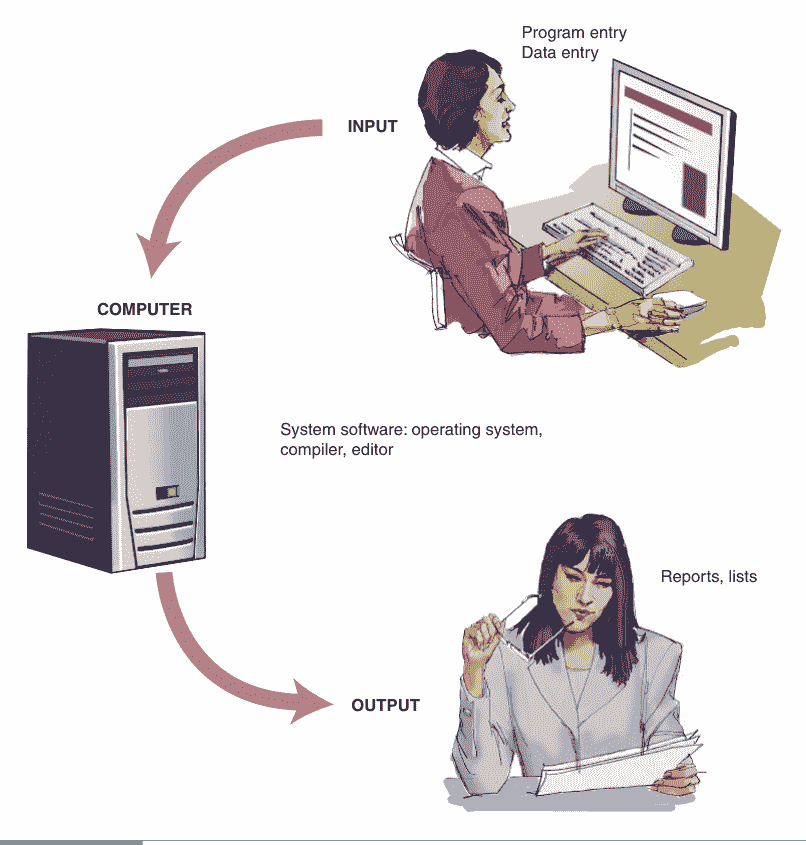 Program entry
Data entry
INPUT
COMPUTER
System software: operating system,
compiler, editor
Reports, lists
OUTPUT